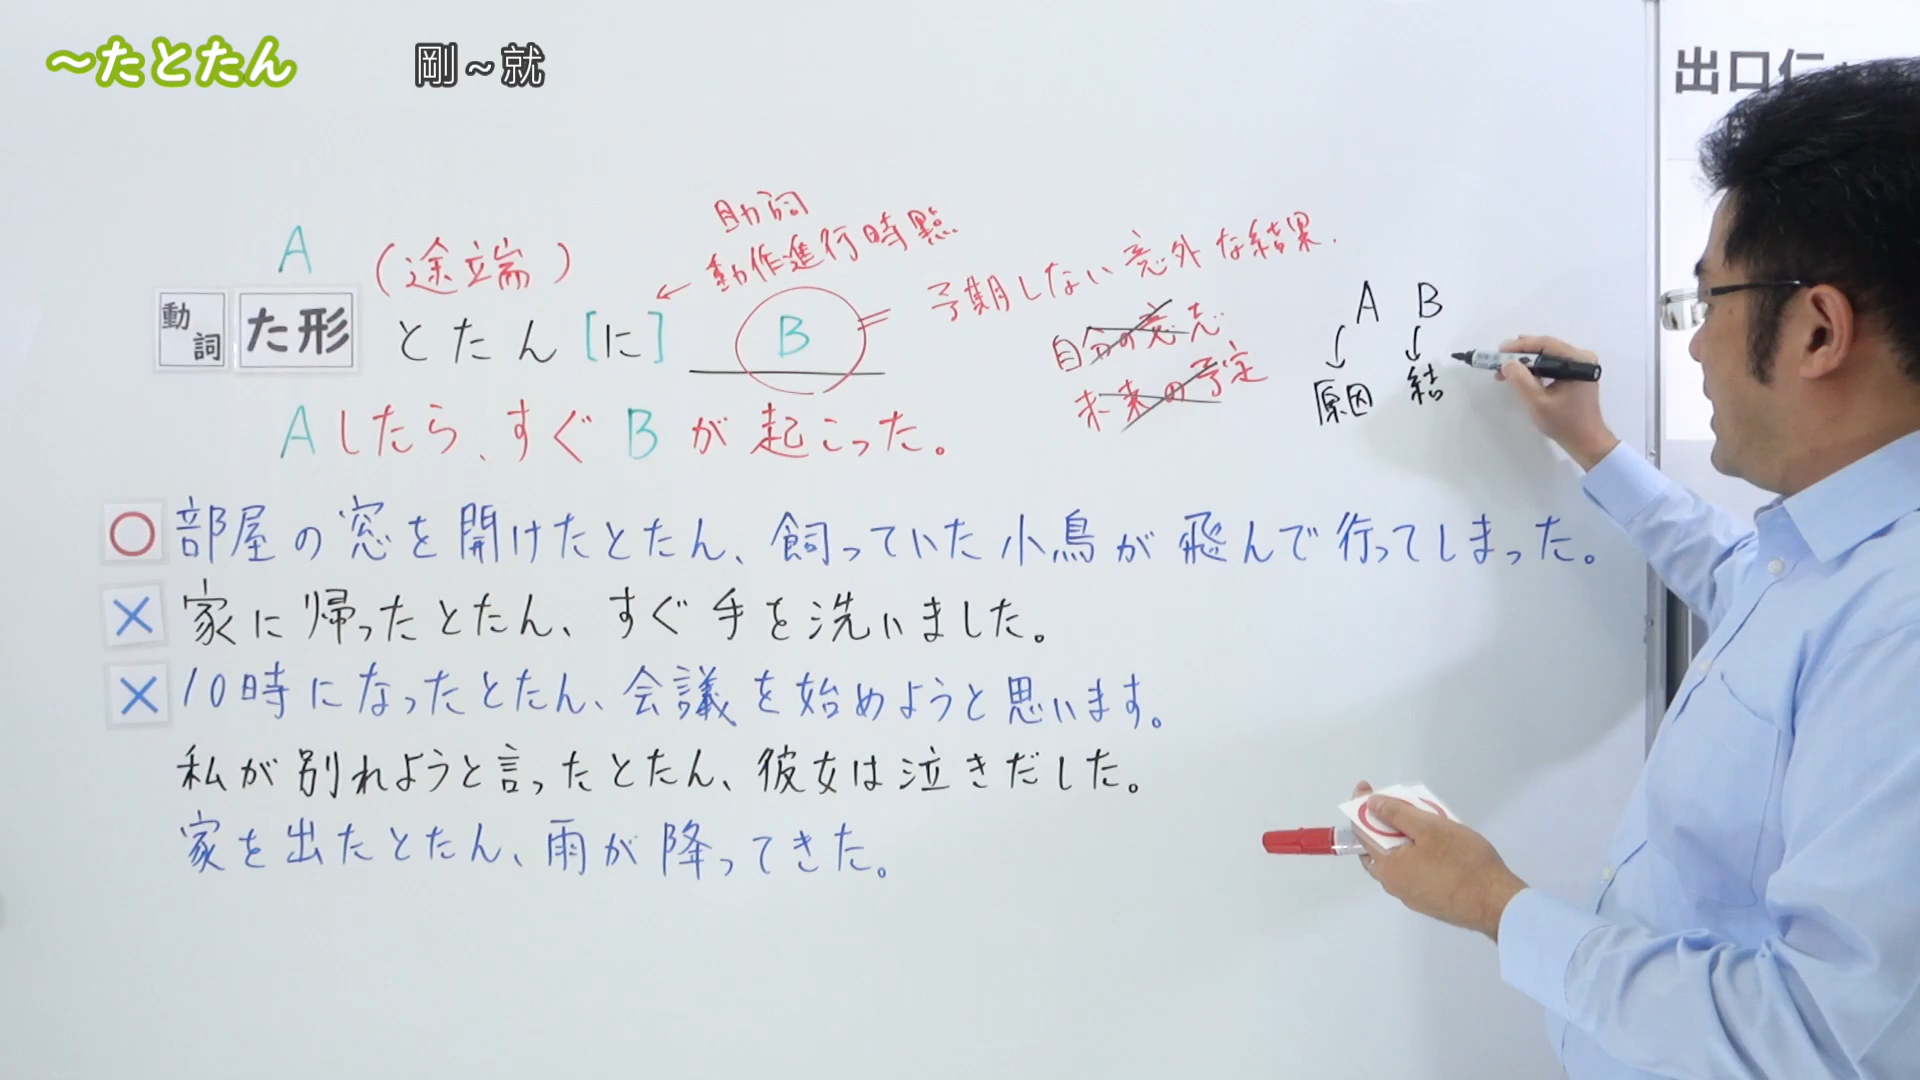 ～たとたん 剛～就
出口仁
助詞
動作進行時點
A (途端)
予期しない意外な結果.
動詞 た形 とたん[に] B
自分の意志
未来の予定
A B
原因 結
Aしたら、すぐBが起こった。
○ 部屋の窓を開けたとたん、飼っていた小鳥が飛んで行ってしまった。
× 家に帰ったとたん、すぐ手を洗いました。
× 10時になったとたん、会議を始めようと思います。
私が別れようと言ったとたん、彼女は泣きだした。
家を出たとたん、雨が降ってきた。